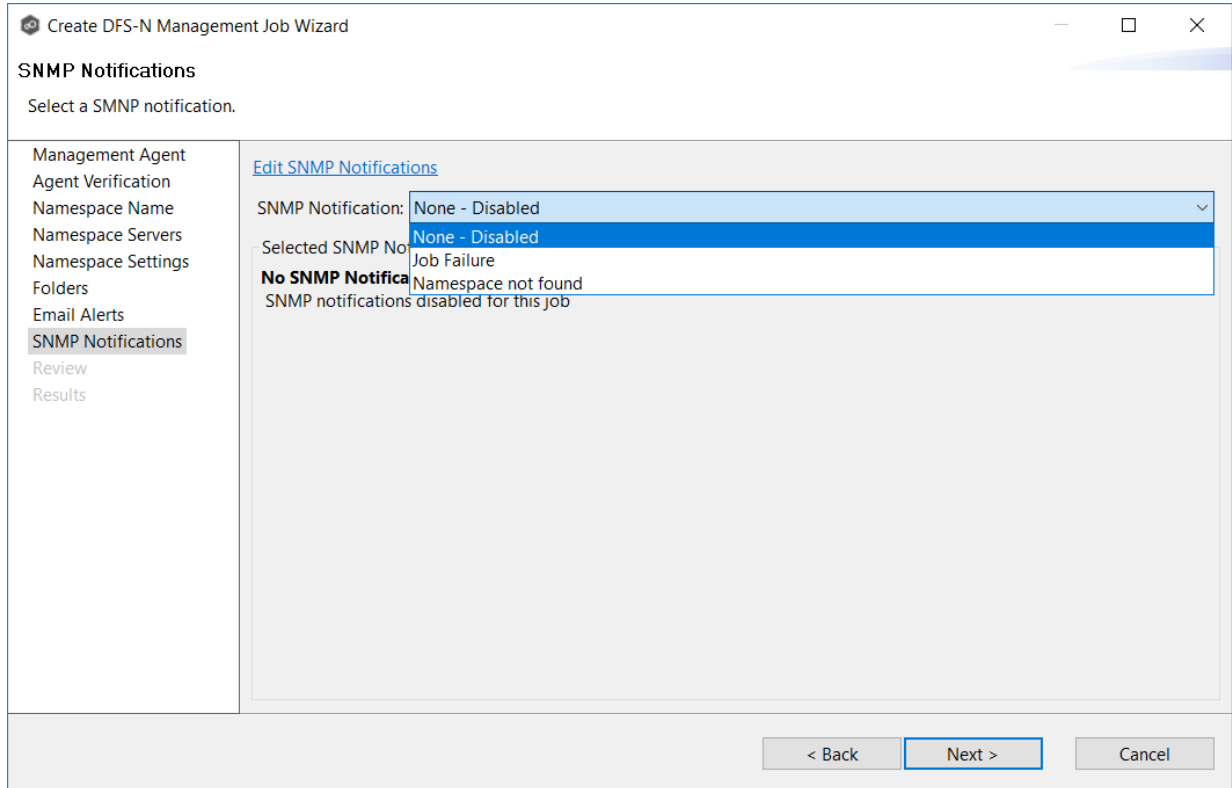 Create DFS-N Management Job Wizard
SNMP Notifications
Select a SMNP notification.
Management Agent
Agent Verification
Namespace Name
Namespace Servers
Namespace Settings
Folders
Email Alerts
SNMP Notifications
Review
Results
Edit SNMP Notifications
SNMP Notification: None - Disabled
None - Disabled
Job Failure
Namespace not found
Selected SNMP
No SNMP
SNMP notifications disabled for this job
< Back Next > Cancel